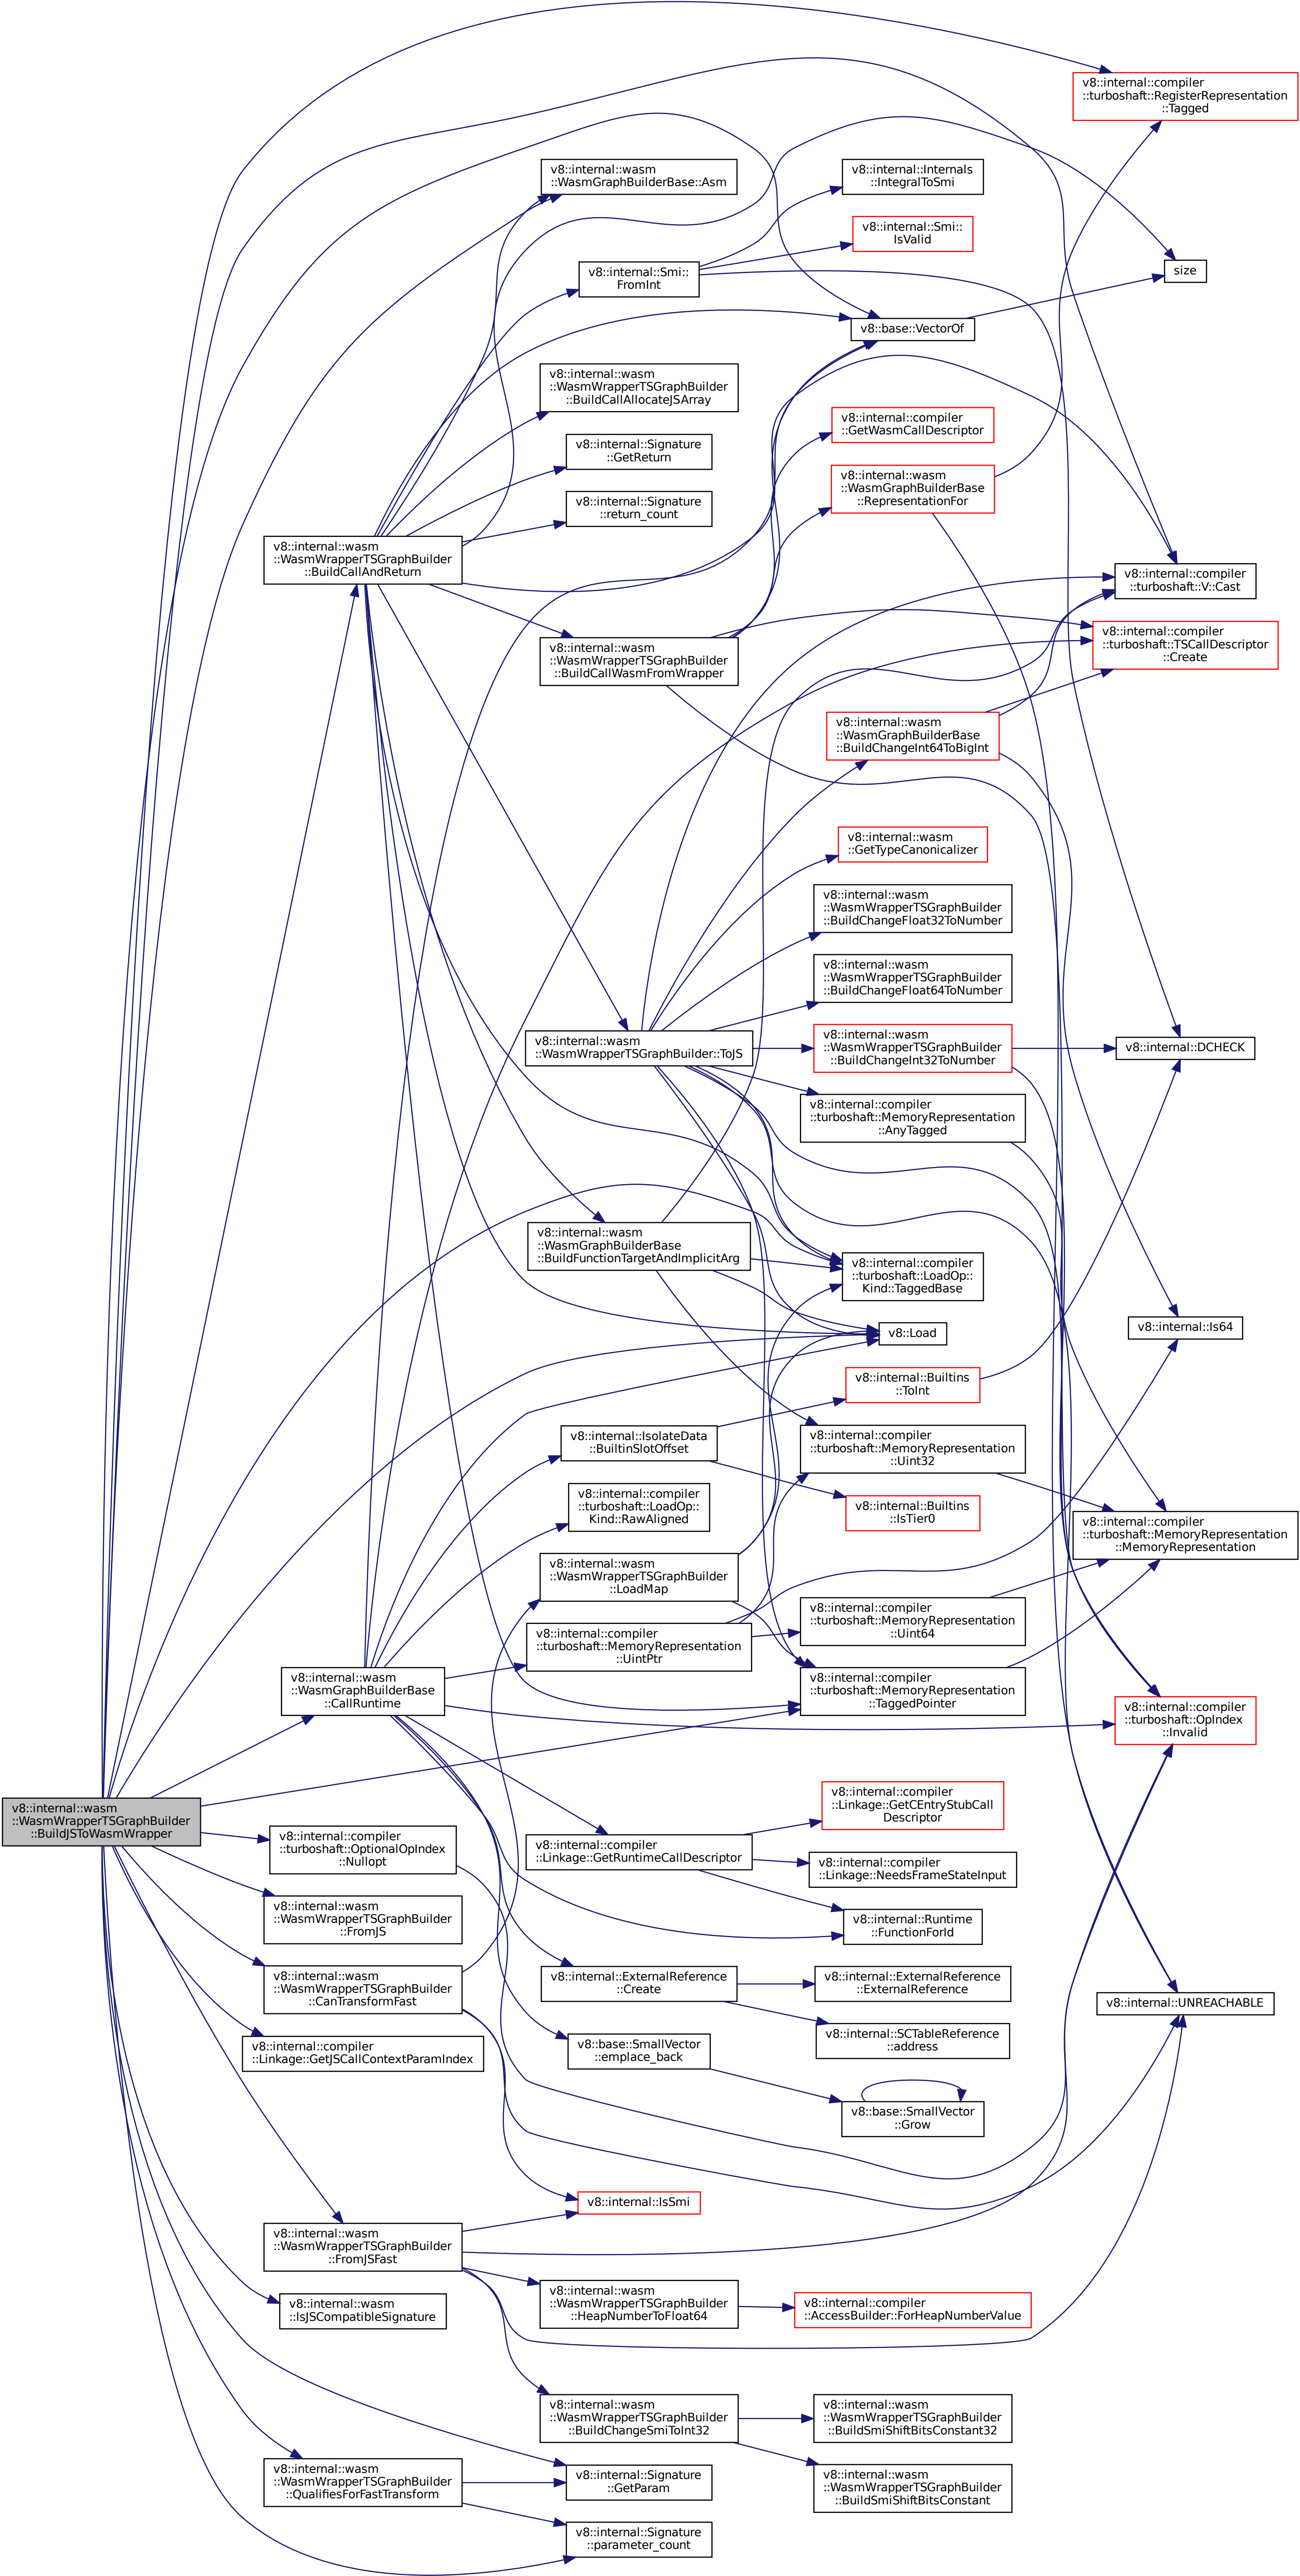 v8::internal::compiler
::turboshaft::RegisterRepresentation
::Tagged
v8::internal::wasm
::WasmGraphBuilderBase::Asm
v8::internal::Internals
::IntegralToSmi
v8::internal::Smi::
IsValid
v8::internal::Smi::
FromInt
size
v8::base::VectorOf
v8::internal::wasm
::WasmWrapperTSGraphBuilder
::BuildCallAllocateJSArray
v8::internal::compiler
::GetWasmCallDescriptor
v8::internal::Signature
::GetReturn
v8::internal::wasm
::WasmGraphBuilderBase
::RepresentationFor
v8::internal::Signature
::return_count
v8::internal::wasm
::WasmWrapperTSGraphBuilder
::BuildCallAndReturn
v8::internal::compiler
::turboshaft::V::Cast
v8::internal::wasm
::WasmWrapperTSGraphBuilder
::BuildCallWasmFromWrapper
v8::internal::compiler
::turboshaft::TSCallDescriptor
::Create
v8::internal::wasm
::WasmGraphBuilderBase
::BuildChangeInt64ToBigInt
v8::internal::wasm
::GetTypeCanonicalizer
v8::internal::wasm
::WasmWrapperTSGraphBuilder
::BuildChangeFloat32ToNumber
v8::internal::wasm
::WasmWrapperTSGraphBuilder
::BuildChangeFloat64ToNumber
v8::internal::wasm
::WasmWrapperTSGraphBuilder::ToJS
v8::internal::wasm
::WasmWrapperTSGraphBuilder
::BuildChangeInt32ToNumber
v8::internal::DCHECK
v8::internal::compiler
::turboshaft::MemoryRepresentation
::AnyTagged
v8::internal::wasm
::WasmGraphBuilderBase
::BuildFunctionTargetAndImplicitArg
v8::internal::compiler
::turboshaft::LoadOp::
Kind::TaggedBase
v8::Load
v8::internal::Is64
v8::internal::Builtins
::ToInt
v8::internal::IsolateData
::BuiltinSlotOffset
v8::internal::compiler
::turboshaft::MemoryRepresentation
::Uint32
v8::internal::compiler
::turboshaft::LoadOp::
Kind::RawAligned
v8::internal::Builtins
::IsTier0
v8::internal::compiler
::turboshaft::MemoryRepresentation
::MemoryRepresentation
v8::internal::wasm
::WasmWrapperTSGraphBuilder
::LoadMap
v8::internal::compiler
::turboshaft::MemoryRepresentation
::UintPtr
v8::internal::compiler
::turboshaft::MemoryRepresentation
::Uint64
v8::internal::wasm
::WasmGraphBuilderBase
::CallRuntime
v8::internal::compiler
::turboshaft::MemoryRepresentation
::TaggedPointer
v8::internal::compiler
::turboshaft::OpIndex
::Invalid
v8::internal::wasm
::WasmWrapperTSGraphBuilder
::BuildJSToWasmWrapper
v8::internal::compiler
::Linkage::GetCEntryStubCall
Descriptor
v8::internal::compiler
::turboshaft::OptionalOpIndex
::Nullopt
v8::internal::compiler
::Linkage::GetRuntimeCallDescriptor
v8::internal::compiler
::Linkage::NeedsFrameStateInput
v8::internal::wasm
::WasmWrapperTSGraphBuilder
::FromJS
v8::internal::Runtime
::FunctionForId
v8::internal::wasm
::WasmWrapperTSGraphBuilder
::CanTransformFast
v8::internal::ExternalReference
::Create
v8::internal::ExternalReference
::ExternalReference
v8::internal::UNREACHABLE
v8::internal::compiler
::Linkage::GetJSCallContextParamIndex
v8::base::SmallVector
::emplace_back
v8::internal::SCTableReference
::address
v8::base::SmallVector
::Grow
v8::internal::IsSmi
v8::internal::wasm
::WasmWrapperTSGraphBuilder
::FromJSFast
v8::internal::wasm
::IsJSCompatibleSignature
v8::internal::wasm
::WasmWrapperTSGraphBuilder
::HeapNumberToFloat64
v8::internal::compiler
::AccessBuilder::ForHeapNumberValue
v8::internal::wasm
::WasmWrapperTSGraphBuilder
::BuildChangeSmiToInt32
v8::internal::wasm
::WasmWrapperTSGraphBuilder
::BuildSmiShiftBitsConstant32
v8::internal::wasm
::WasmWrapperTSGraphBuilder
::QualifiesForFastTransform
v8::internal::Signature
::GetParam
v8::internal::wasm
::WasmWrapperTSGraphBuilder
::BuildSmiShiftBitsConstant
v8::internal::Signature
::parameter_count